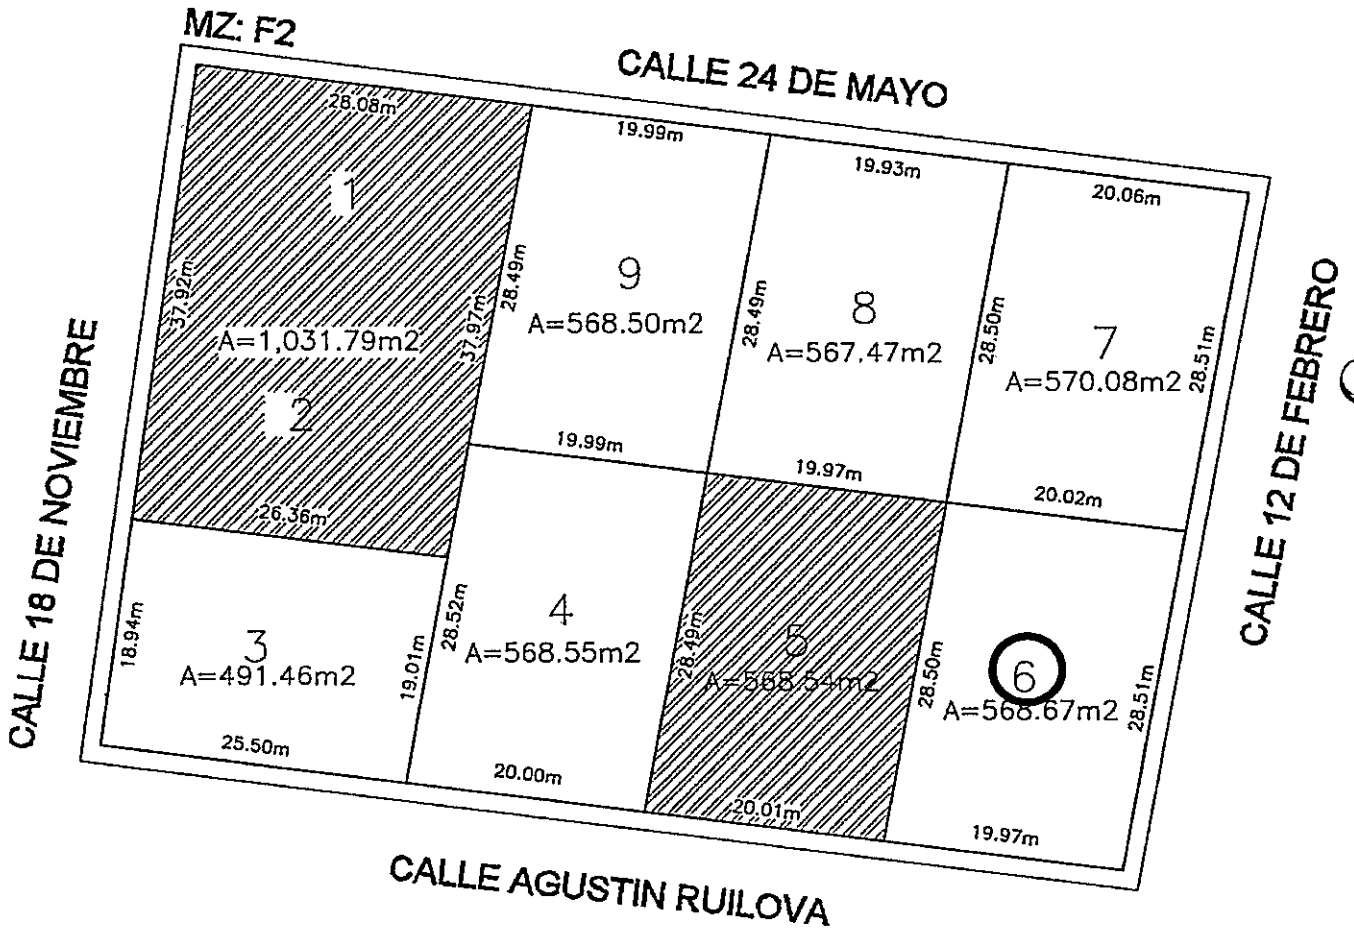 MZ: F2
CALLE 24 DE MAYO
28.08m
19.99m
19.93m
20.06m
1
37.92m
A=1,031.79m2
37.97m
2
26.36m
28.49m
9
A=568.50m2
19.99m
28.49m
8
A=567.47m2
19.97m
28.50m
7
A=570.08m2
28.51m
20.02m
CALLE 18 DE NOVIEMBRE
CALLE 12 DE FEBRERO
18.94m
3
A=491.46m2
19.01m
25.50m
28.52m
4
A=568.55m2
20.00m
28.49m
5
A=568.54m2
20.01m
28.50m
6
A=568.67m2
28.51m
19.97m
CALLE AGUSTIN RUILOVA